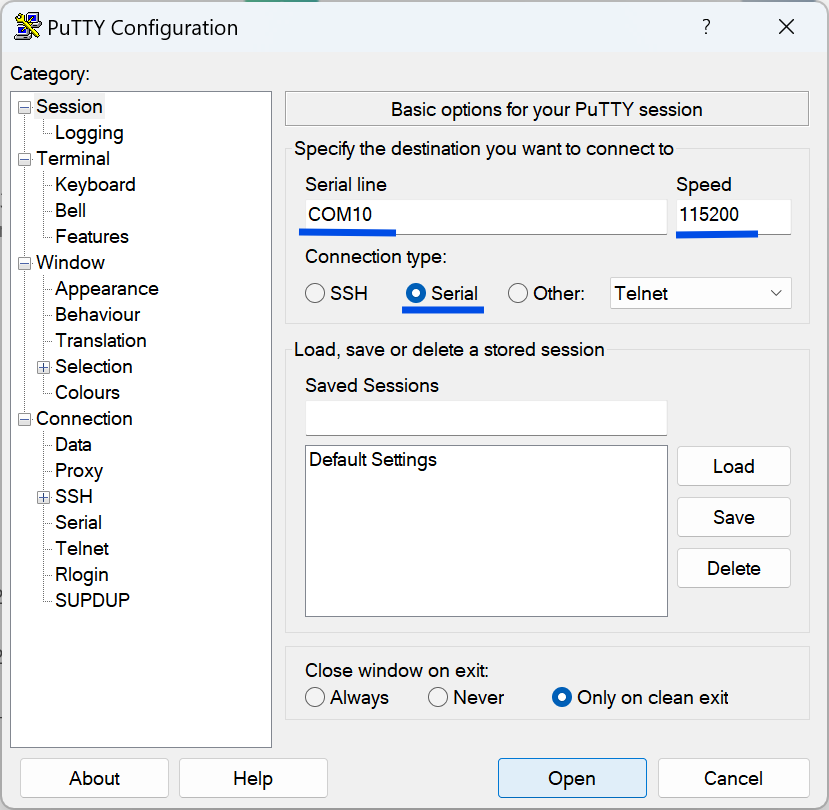 PuTTY Configuration
?
Category:
Session
Logging
Terminal
Keyboard
Bell
Features
Window
Appearance
Behaviour
Translation
Selection
Colours
Connection
Data
Proxy
SSH
Serial
Telnet
Rlogin
SUPDUP
Basic options for your PuTTY session
Specify the destination you want to connect to
Serial line Speed
COM10 115200
Connection type:
SSH Serial Other: Telnet
Load, save or delete a stored session
Saved Sessions
Default Settings
Load
Save
Delete
Close window on exit:
Always Never Only on clean exit
About Help Open Cancel